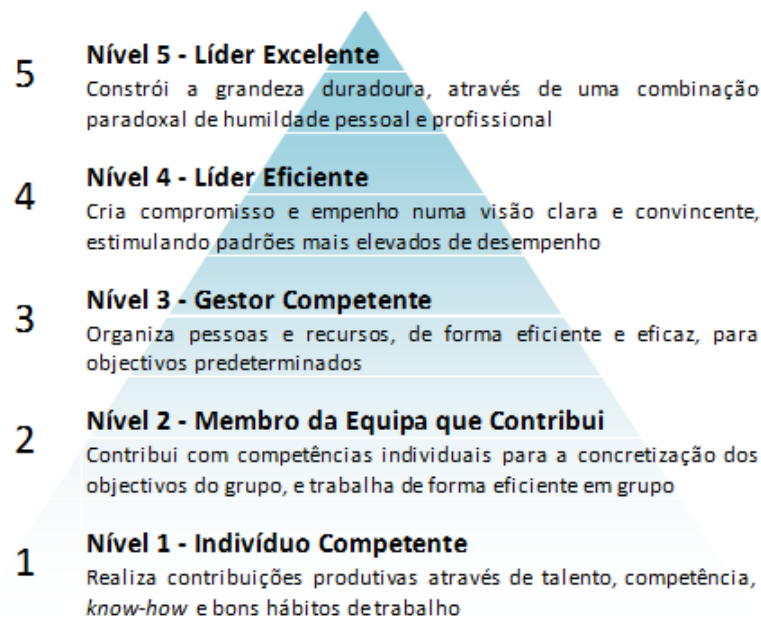 5
Nível 5 - Líder Excelente
Constrói a grandeza duradoura, através de uma combinação
paradoxal de humildade pessoal e profissional
4
Nível 4 - Líder Eficiente
Cria compromisso e empenho numa visão clara e convincente,
estimulando padrões mais elevados de desempenho
3
Nível 3 - Gestor Competente
Organiza pessoas e recursos, de forma eficiente e eficaz, para
objectivos predeterminados
2
Nível 2 - Membro da Equipa que Contribui
Contribui com competências individuais para a concretização dos
objectivos do grupo, e trabalha de forma eficiente em grupo
1
Nível 1 - Indivíduo Competente
Realiza contribuições produtivas através de talento, competência,
know-how e bons hábitos de trabalho